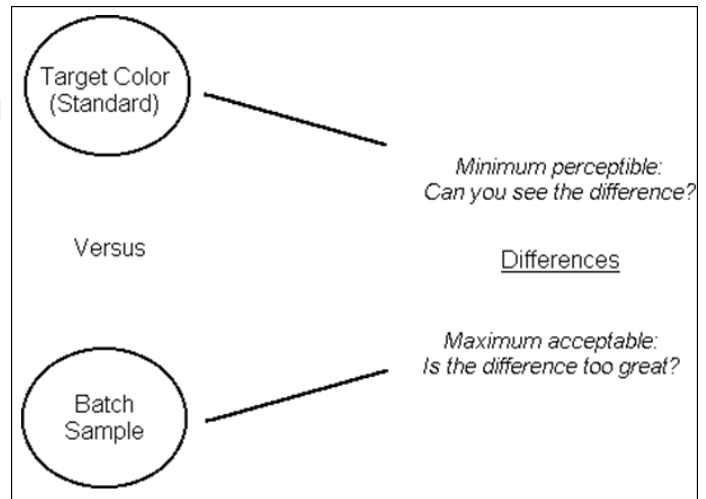 Target Color
(Standard)
Minimum perceptible:
Can you see the difference?
Versus
Differences
Maximum acceptable:
Is the difference too great?
Batch
Sample